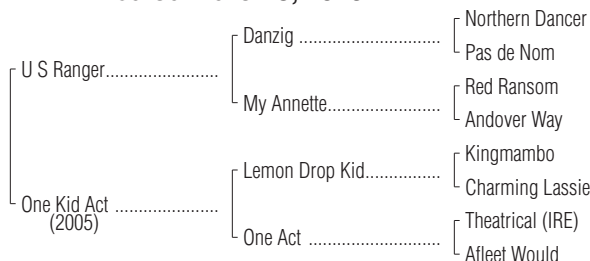 Northern Dancer
Danzig ..............................
Pas de Nom
U S Ranger........................
Red Ransom
My Annette........................
Andover Way
Kingmambo
Lemon Drop Kid................
Charming Lassie
One Kid Act ......................
(2005)
Theatrical (IRE)
One Act ............................
Afleet Would